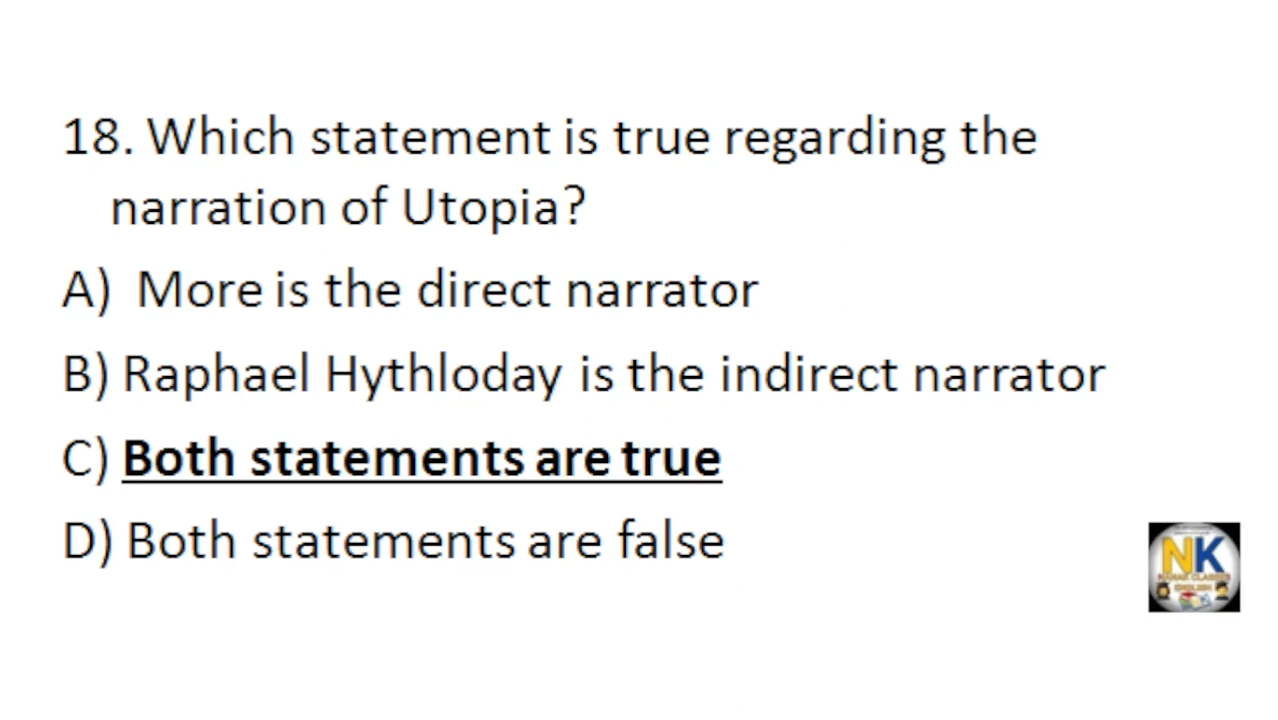 18. Which statement is true regarding the
narration of Utopia?
A) More is the direct narrator
B) Raphael Hythloday is the indirect narrator
C) Both statements are true
D) Both statements are false
NK